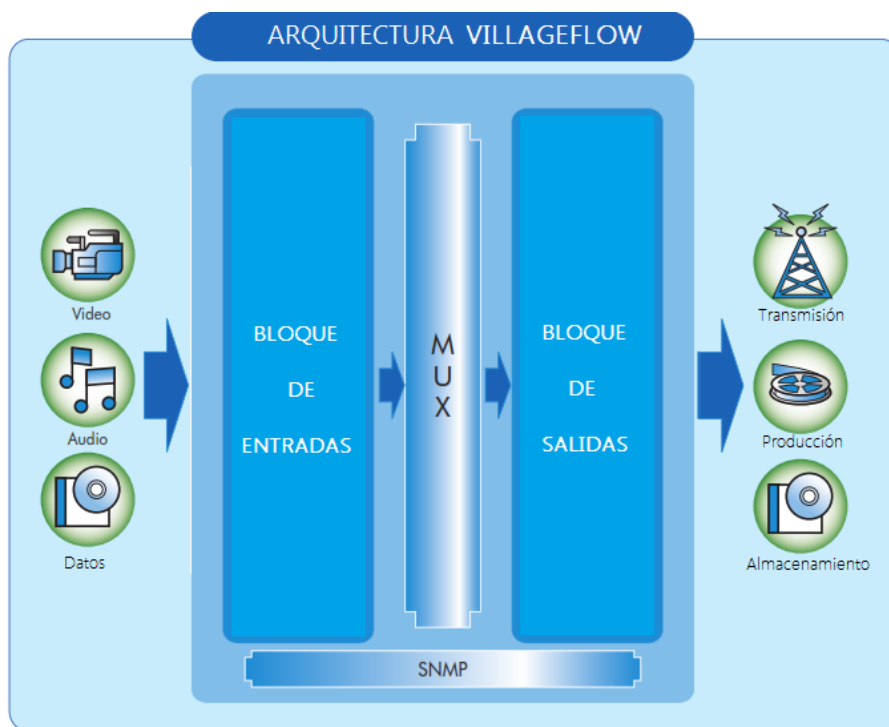 ARQUITECTURA VILLAGEFLOW
Video
Audio
Datos
BLOQUE
DE
ENTRADAS
M
U
X
BLOQUE
DE
SALIDAS
SNMP
Transmisión
Producción
Almacenamiento